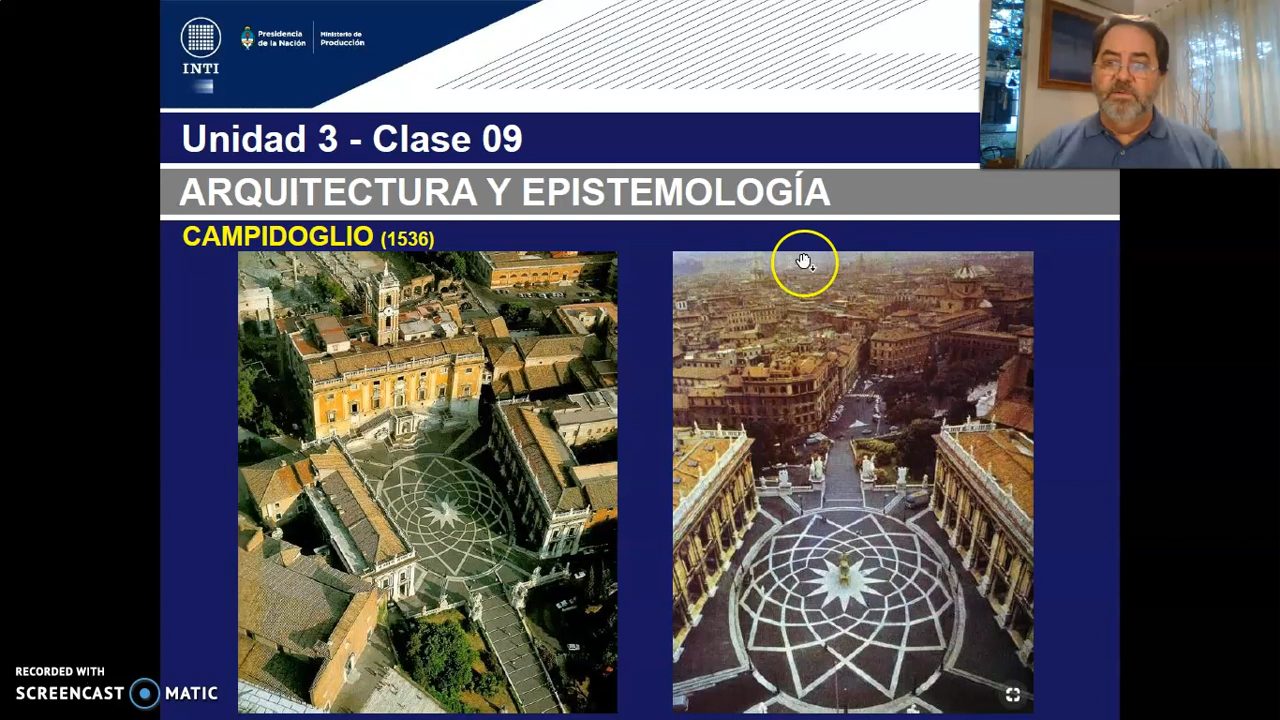 INTI
Presidencia
de la Nación
Ministerio de
Producción
Unidad 3 - Clase 09
ARQUITECTURA Y EPISTEMOLOGÍA
CAMPIDOGLIO (1536)
RECORDED WITH
SCREENCAST MATIC